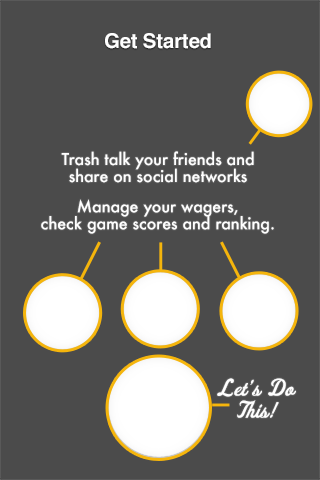 Get Started
Trash talk your friends and
share on social networks
Manage your wagers,
check game scores and ranking.
Let's Do
This!